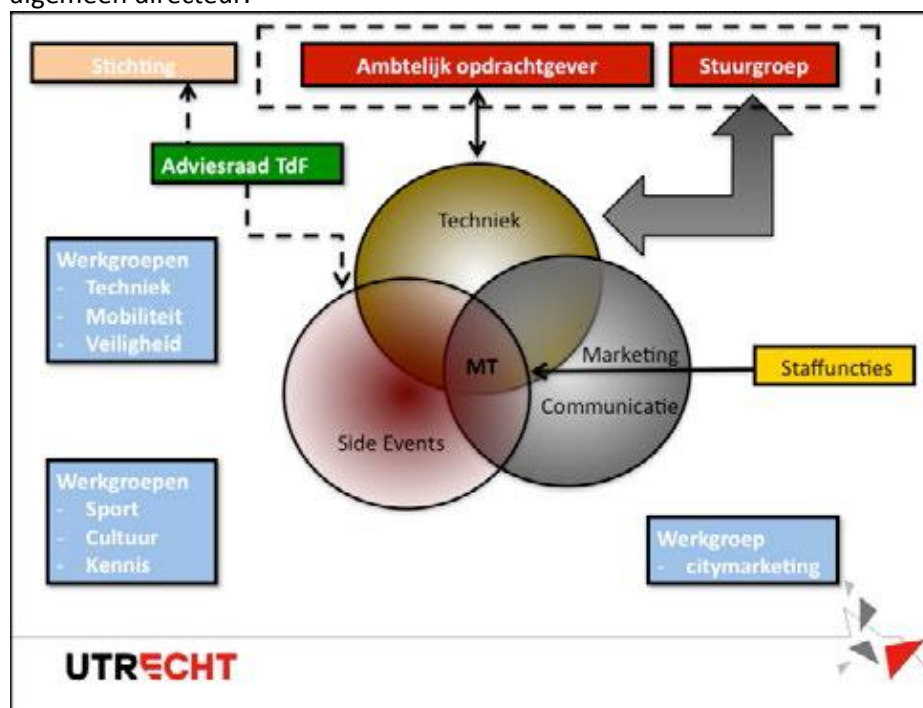 algemeen directeur.
Stichting
Ambtelijk opdrachtgever
Stuurgroep
Adviesraad TdF
Techniek
Werkgroepen
- Techniek
- Mobiliteit
- Veiligheid
MT
Marketing
Communicatie
Staffuncties
Side Events
Werkgroepen
- Sport
- Cultuur
- Kennis
Werkgroep
- citymarketing
UTRECHT